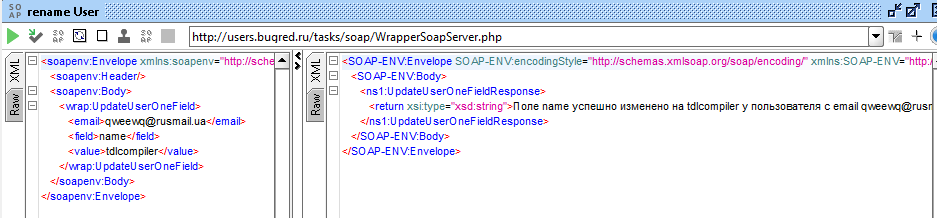 SOAP rename User
SOAP http://users.bugred.ru/tasks/soap/WrapperSoapServer.php
XML
Raw
<soapenv:Envelope xmlns:soapenv="http://sche
<soapenv:Header/>
<soapenv:Body>
<wrap:UpdateUserOneField>
<email>qweewq@rusmail.ua</email>
<field>name</field>
<value>tdlcompiler</value>
</wrap:UpdateUserOneField>
</soapenv:Body>
</soapenv:Envelope>
XML
Raw
<SOAP-ENV:Envelope SOAP-ENV:encodingStyle="http://schemas.xmlsoap.org/soap/encoding/" xmlns:SOAP-ENV="http:/
<SOAP-ENV:Body>
<ns1:UpdateUserOneFieldResponse>
<return xsi:type="xsd:string">Поле name успешно изменено на tdlcompiler у пользователя с email qweewq@rusm
</ns1:UpdateUserOneFieldResponse>
</SOAP-ENV:Body>
</SOAP-ENV:Envelope>